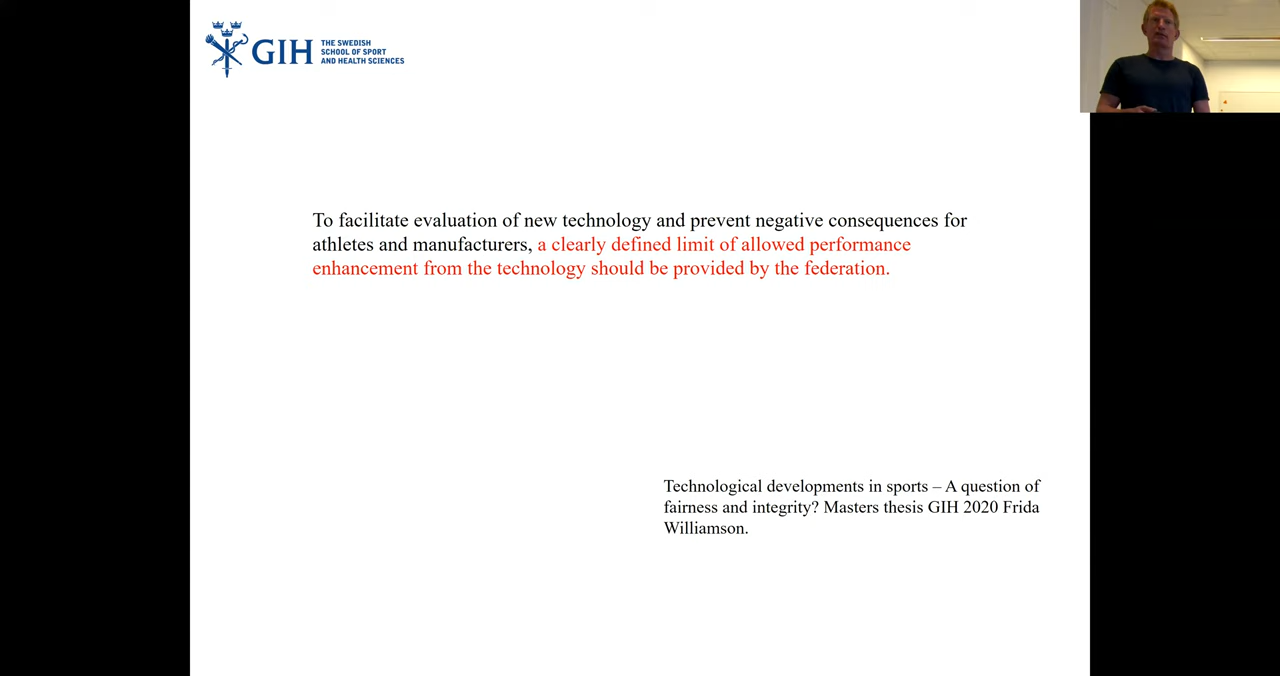 GIH
THE SWEDISH
SCHOOL OF SPORT
AND HEALTH SCIENCES
To facilitate evaluation of new technology and prevent negative consequences for
athletes and manufacturers, a clearly defined limit of allowed performance
enhancement from the technology should be provided by the federation.
Technological developments in sports – A question of
fairness and integrity? Masters thesis GIH 2020 Frida
Williamson.